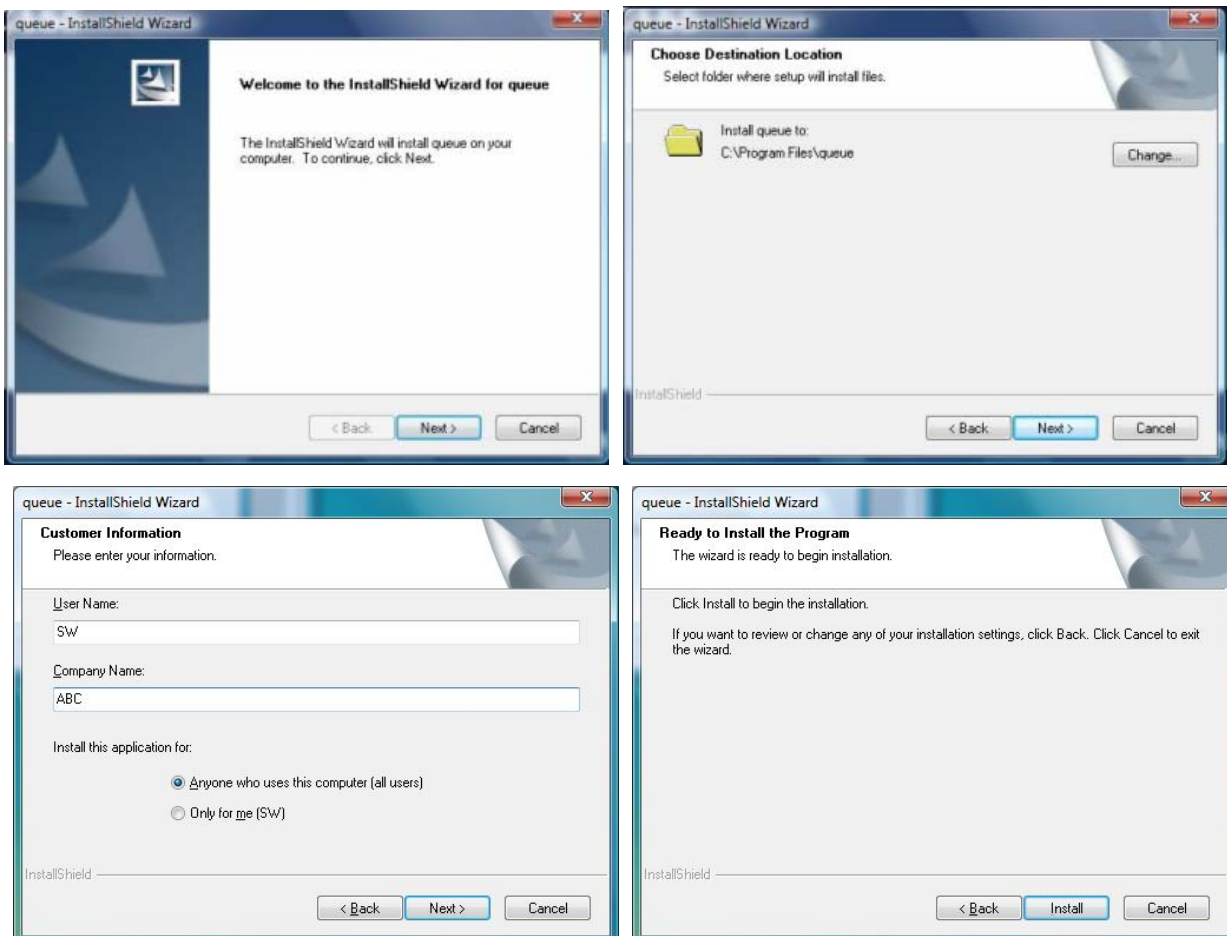 queue - InstallShield Wizard
Welcome to the InstallShield Wizard for queue
The InstallShield Wizard will install queue on your
computer. To continue, click Next.
< Back
Next >
Cancel
queue - InstallShield Wizard
Choose Destination Location
Select folder where setup will install files.
Install queue to:
C:\Program Files\queue
Change...
InstallShield
< Back
Next >
Cancel
queue - InstallShield Wizard
Customer Information
Please enter your information.
User Name:
SW
Company Name:
ABC
Install this application for:
Anyone who uses this computer (all users)
Only for me (SW)
InstallShield
< Back
Next >
Cancel
queue - InstallShield Wizard
Ready to Install the Program
The wizard is ready to begin installation.
Click Install to begin the installation.
If you want to review or change any of your installation settings, click Back. Click Cancel to exit
the wizard.
InstallShield
< Back
Install
Cancel